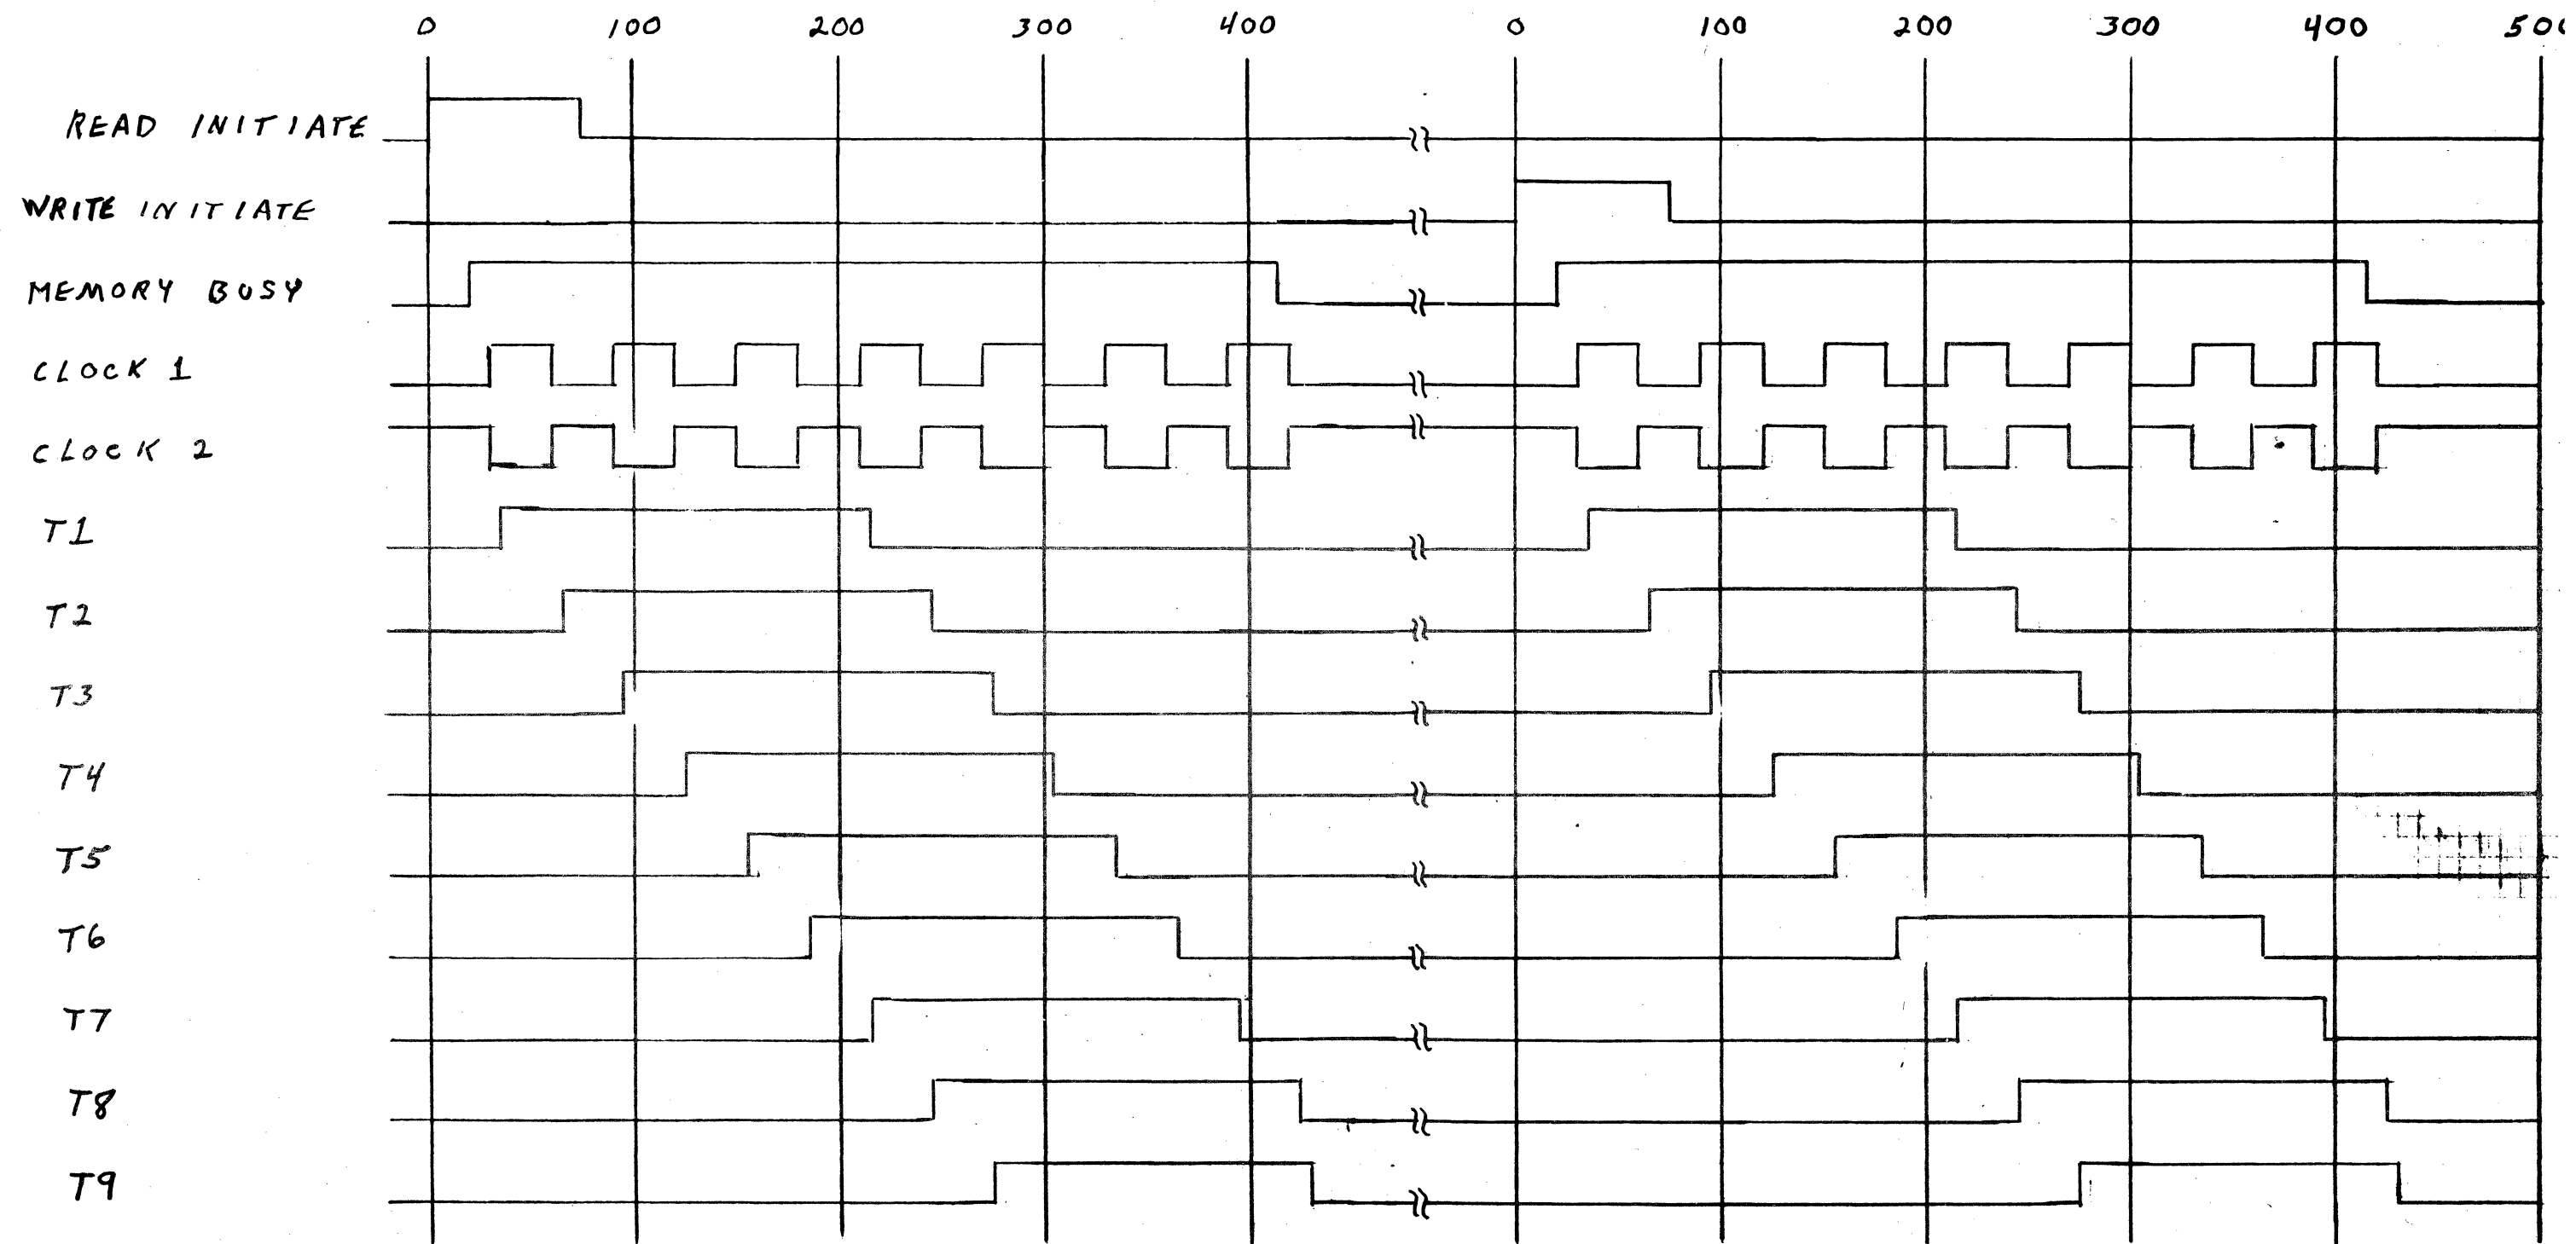 0 100 200 300 400 0 100 200 300 400 500
READ INITIATE
WRITE INITIATE
MEMORY BUSY
CLOCK 1
CLOCK 2
T1
T2
T3
T4
T5
T6
T7
T8
T9